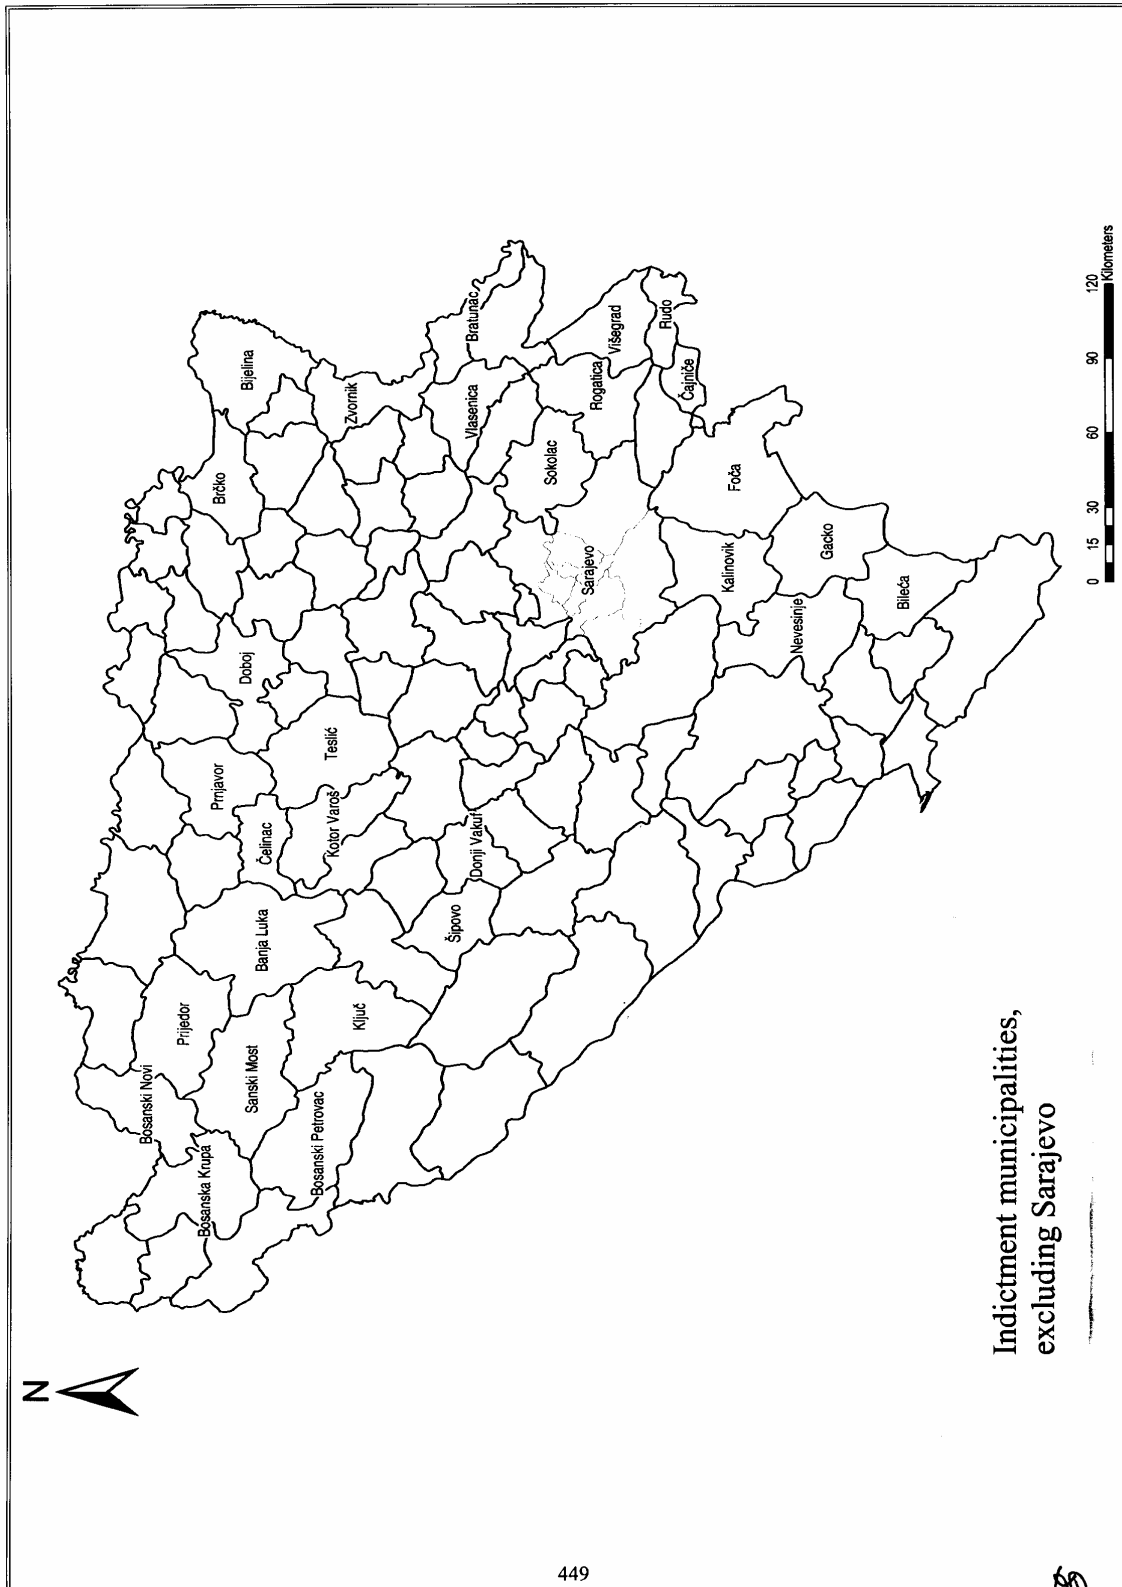 N
Bosanska Krupa
Bosanski Novi
Prijedor
Sanski Most
Bosanski Petrovac
Ključ
Banja Luka
Šipovo
Čelinac
Prnjavor
Kotor Varoš
Donji Vakuf
Teslić
Doboj
Brčko
Bijelina
Zvornik
Vlasenica
Bratunac
Sokolac
Rogatica
Višegrad
Rudo
Čajniče
Sarajevo
Foča
Kalinovik
Gacko
Nevesinje
Bileća
Indictment municipalities,
excluding Sarajevo
0 15 30 60 90 120
Kilometers
449